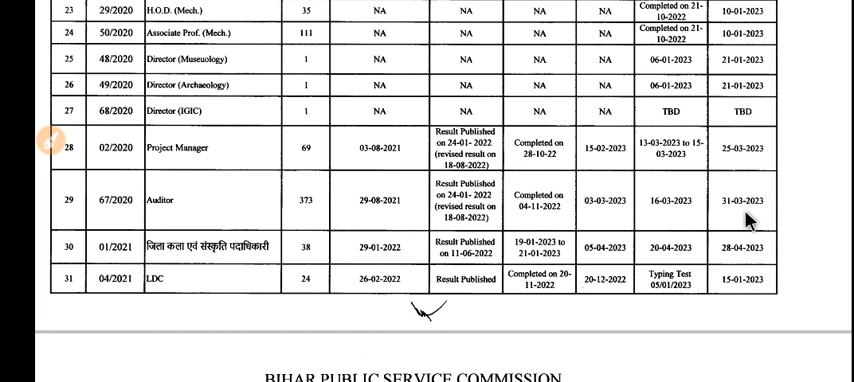 23 29/2020 H.O.D. (Mech.) 35 NA NA NA NA Completed on 21-10-2022 10-01-2023
24 50/2020 Associate Prof. (Mech.) 111 NA NA NA NA Completed on 21-10-2022 10-01-2023
25 48/2020 Director (Museuology) 1 NA NA NA NA 06-01-2023 21-01-2023
26 49/2020 Director (Archaeology) 1 NA NA NA NA 06-01-2023 21-01-2023
27 68/2020 Director (IGIC) 1 NA NA NA NA TBD TBD
28 02/2020 Project Manager 69 03-08-2021 Result Published on 24-01- 2022 (revised result on 18-08-2022) Completed on 28-10-22 15-02-2023 13-03-2023 to 15-03-2023 25-03-2023
29 67/2020 Auditor 373 29-08-2021 Result Published on 24-01- 2022 (revised result on 18-08-2022) Completed on 04-11-2022 03-03-2023 16-03-2023 31-03-2023
30 01/2021 जिला कला एवं संस्कृति पदाधिकारी 38 29-01-2022 Result Published on 11-06-2022 19-01-2023 to 21-01-2023 05-04-2023 20-04-2023 28-04-2023
31 04/2021 LDC 24 26-02-2022 Result Published Completed on 20-11-2022 20-12-2022 Typing Test 05/01/2023 15-01-2023
BIHAR PUBLIC SERVICE COMMISSION